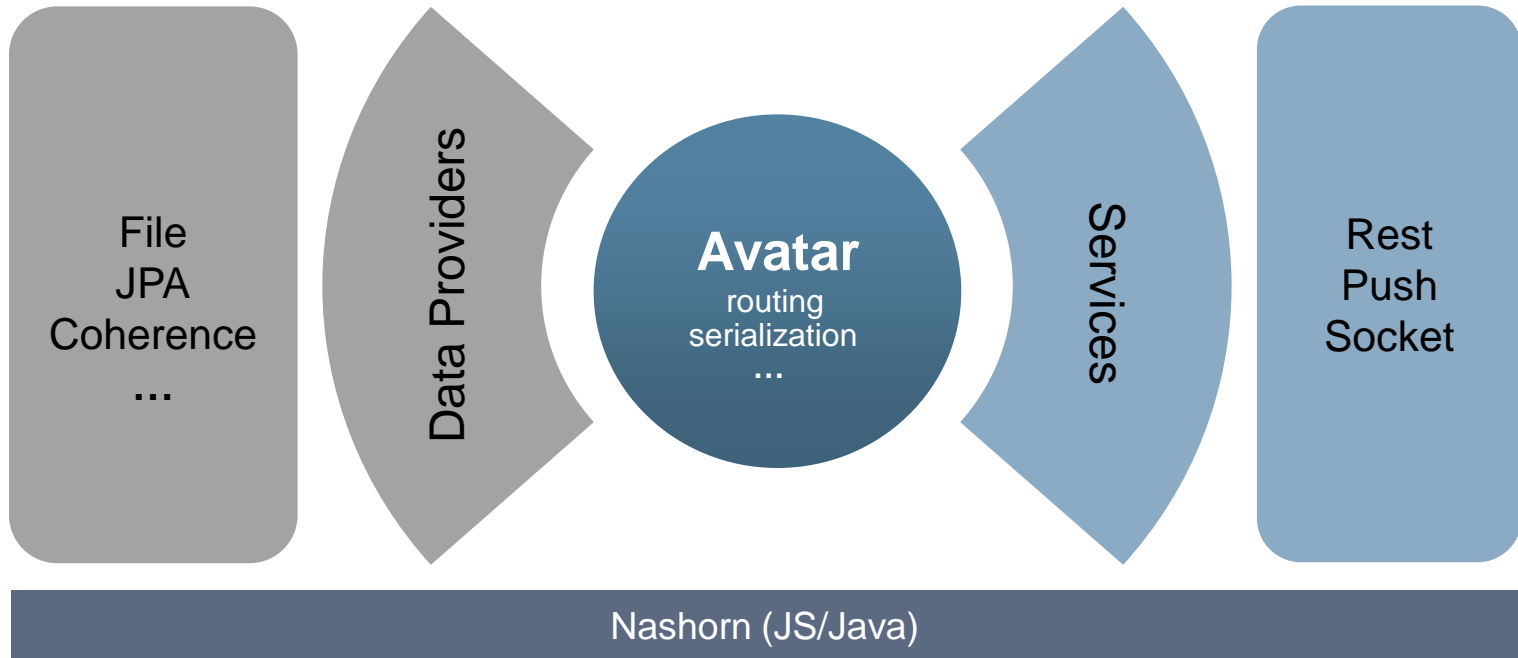 File
JPA
Coherence
...
Data Providers
Avatar
routing
serialization
...
Services
Rest
Push
Socket
Nashorn (JS/Java)